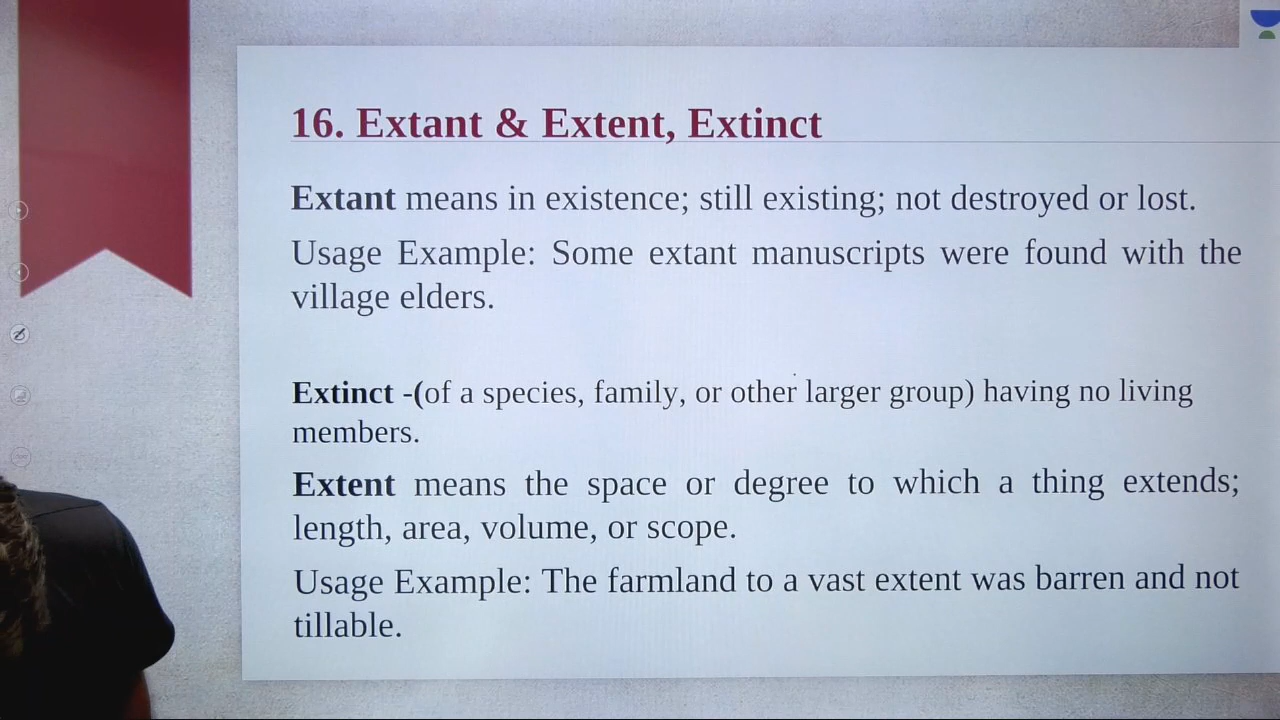 16. Extant & Extent, Extinct
Extant means in existence; still existing; not destroyed or lost.
Usage Example: Some extant manuscripts were found with the
village elders.
Extinct -(of a species, family, or other larger group) having no living
members.
Extent means the space or degree to which a thing extends;
length, area, volume, or scope.
Usage Example: The farmland to a vast extent was barren and not
tillable.